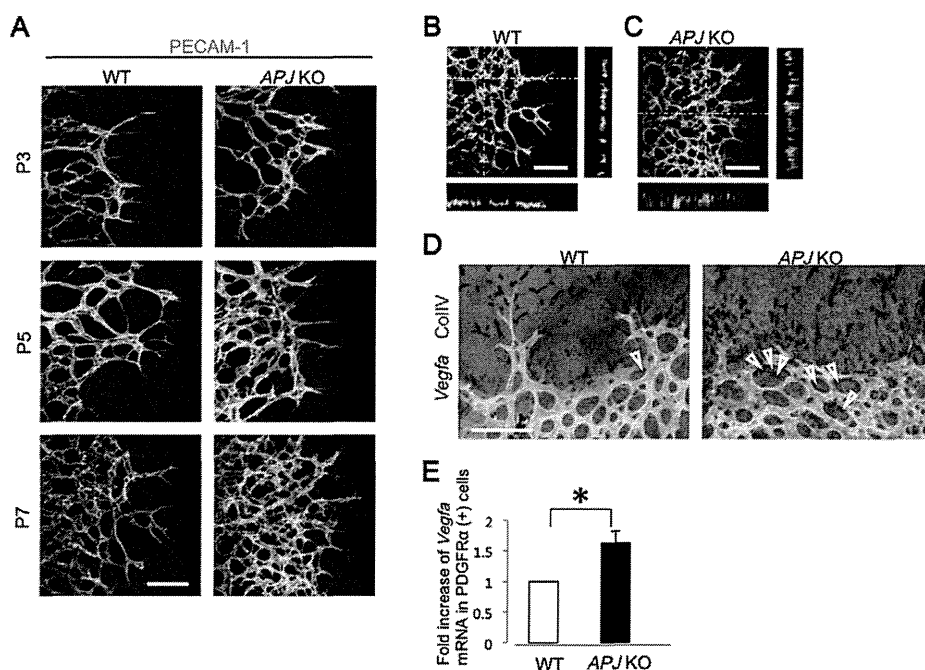 A
PECAM-1
WT
APJ KO
P3
P5
P7
B
WT
C
APJ KO
D
WT
APJ KO
Vegfa ColIV
E
Fold increase of Vegfa
mRNA in PDGFRα (+) cells
2
1.5
1
0.5
0
*
WT
APJ KO